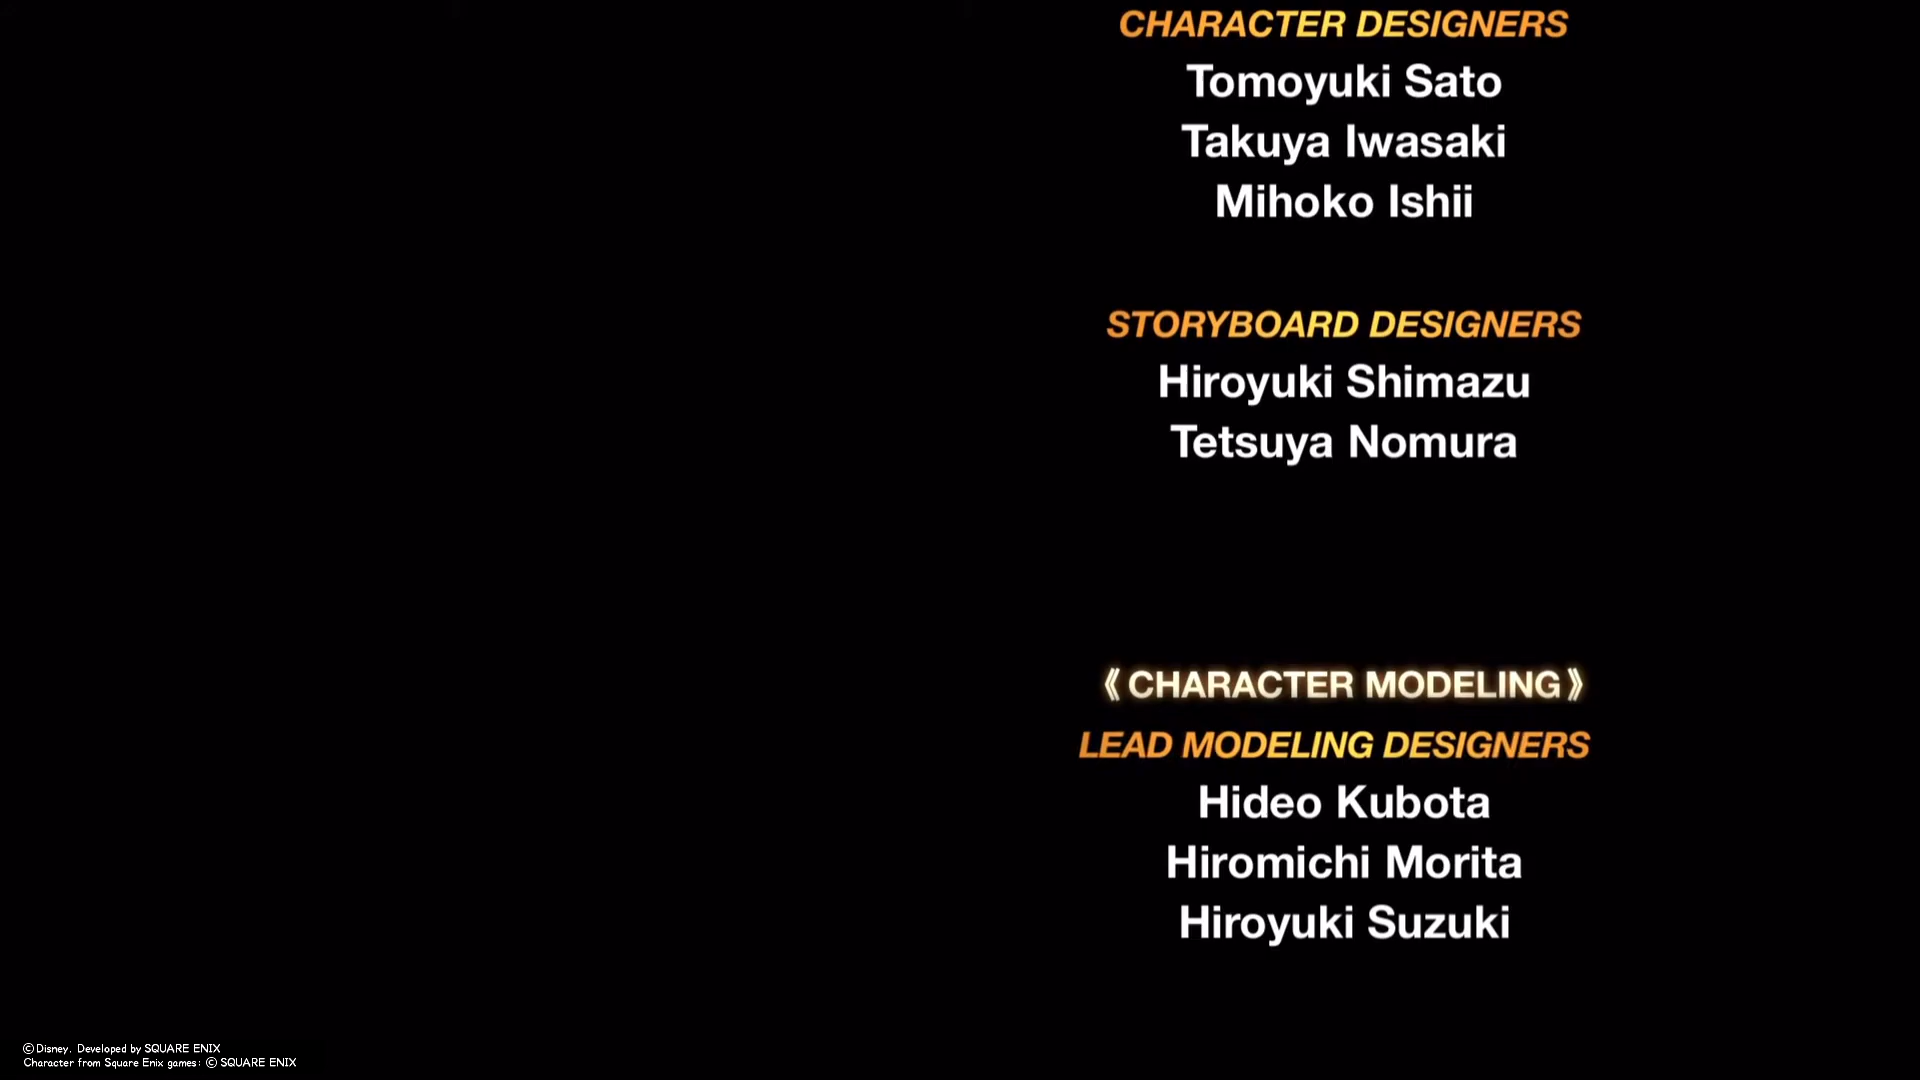 CHARACTER DESIGNERS
Tomoyuki Sato
Takuya Iwasaki
Mihoko Ishii
STORYBOARD DESIGNERS
Hiroyuki Shimazu
Tetsuya Nomura
《CHARACTER MODELING》
LEAD MODELING DESIGNERS
Hideo Kubota
Hiromichi Morita
Hiroyuki Suzuki
©Disney. Developed by SQUARE ENIX
Character from Square Enix games: © SQUARE ENIX